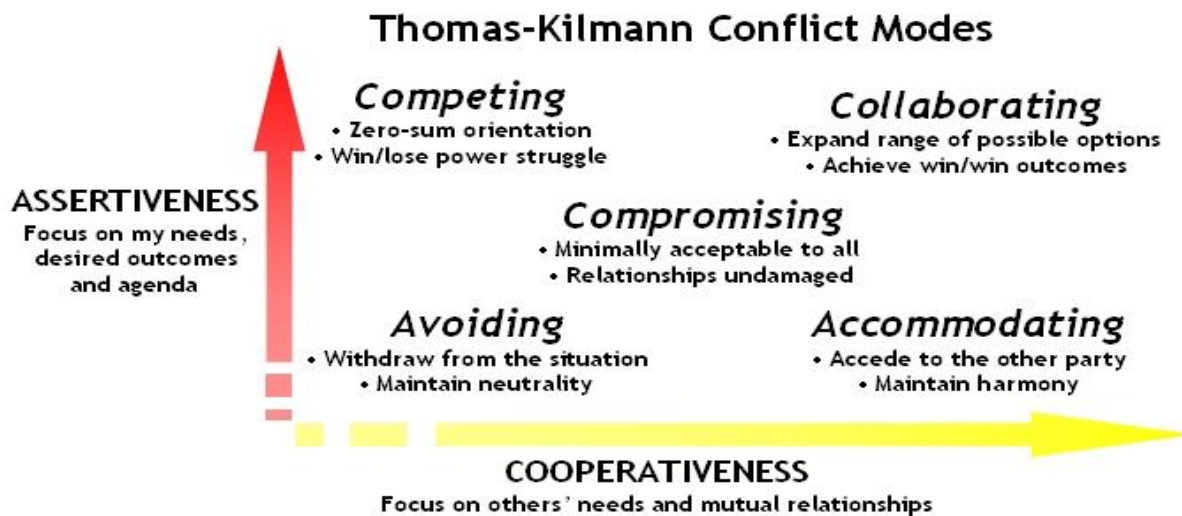 Thomas-Kilmann Conflict Modes
Competing
• Zero-sum orientation
• Win/lose power struggle
Collaborating
• Expand range of possible options
• Achieve win/win outcomes
ASSERTIVENESS
Focus on my needs,
desired outcomes
and agenda
Compromising
• Minimally acceptable to all
• Relationships undamaged
Avoiding
• Withdraw from the situation
• Maintain neutrality
Accommodating
• Accede to the other party
• Maintain harmony
COOPERATIVENESS
Focus on others' needs and mutual relationships